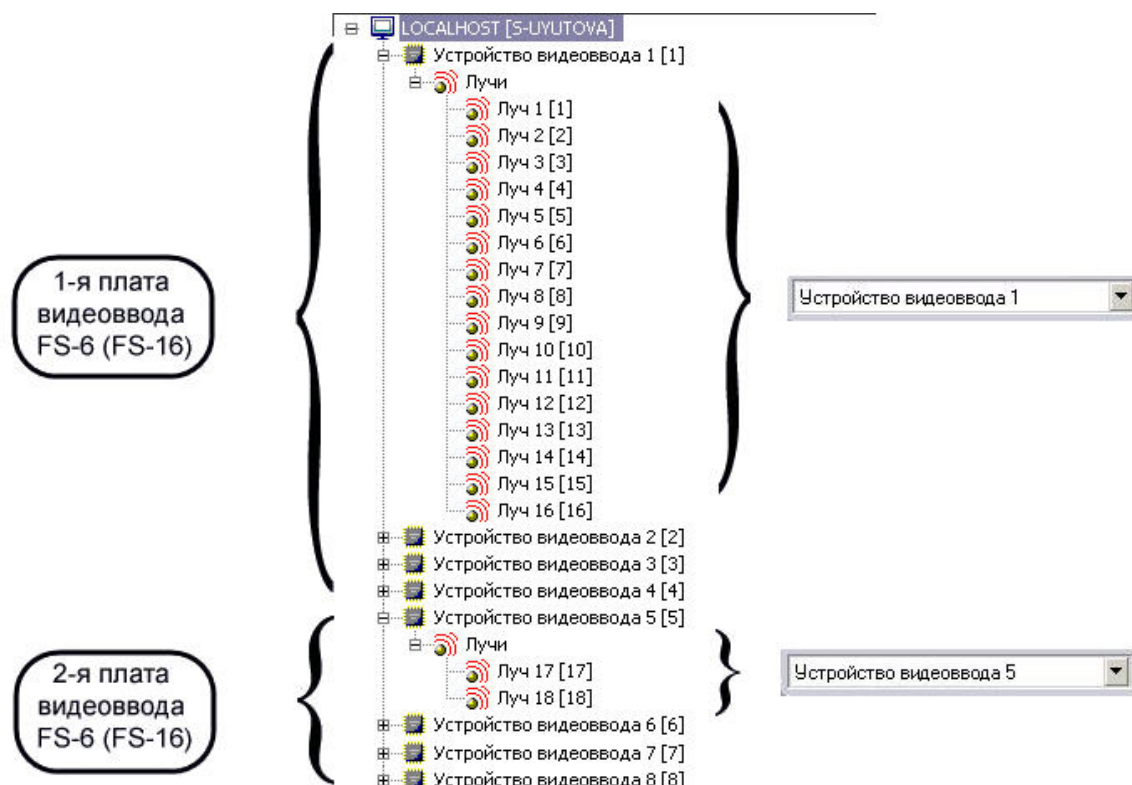 LOCALHOST [S-UYUTOVA]
Устройство видеоввода 1 [1]
Лучи
Луч 1 [1]
Луч 2 [2]
Луч 3 [3]
Луч 4 [4]
Луч 5 [5]
Луч 6 [6]
Луч 7 [7]
Луч 8 [8]
Луч 9 [9]
Луч 10 [10]
Луч 11 [11]
Луч 12 [12]
Луч 13 [13]
Луч 14 [14]
Луч 15 [15]
Луч 16 [16]
Устройство видеоввода 2 [2]
Устройство видеоввода 3 [3]
Устройство видеоввода 4 [4]
Устройство видеоввода 5 [5]
Лучи
Луч 17 [17]
Луч 18 [18]
Устройство видеоввода 6 [6]
Устройство видеоввода 7 [7]
Устройство видеоввода 8 [8]
1-я плата
видеоввода
FS-6 (FS-16)
Устройство видеоввода 1
2-я плата
видеоввода
FS-6 (FS-16)
Устройство видеоввода 5